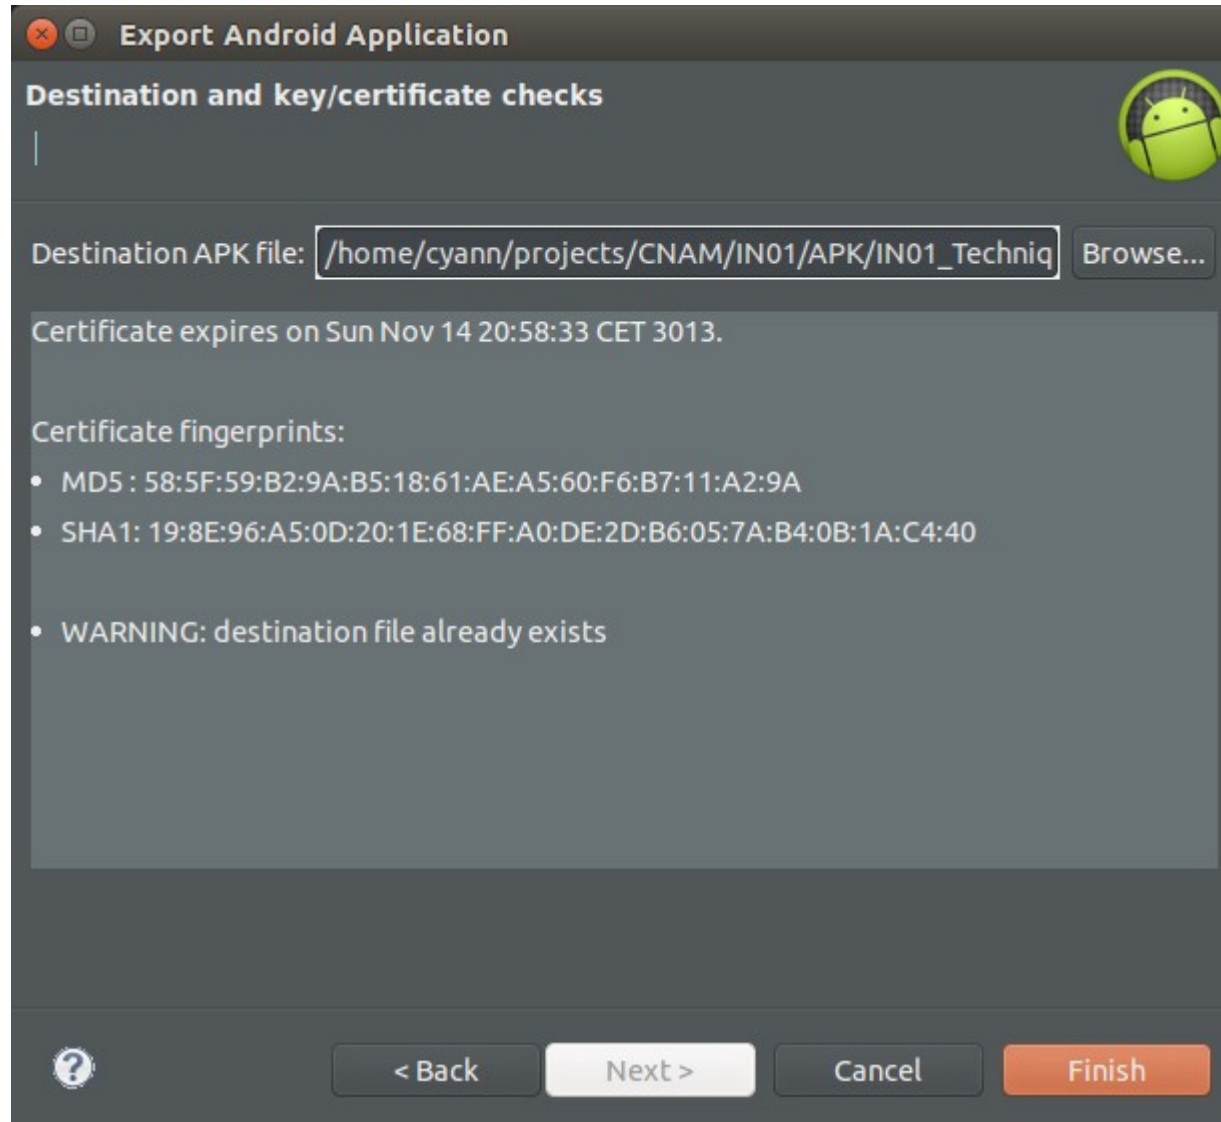 Export Android Application
Destination and key/certificate checks
Destination APK file: /home/cyann/projects/CNAM/IN01/APK/IN01_Techniq Browse...
Certificate expires on Sun Nov 14 20:58:33 CET 3013.
Certificate fingerprints:
• MD5 : 58:5F:59:B2:9A:B5:18:61:AE:A5:60:F6:B7:11:A2:9A
• SHA1: 19:8E:96:A5:0D:20:1E:68:FF:A0:DE:2D:B6:05:7A:B4:0B:1A:C4:40
• WARNING: destination file already exists
? < Back Next > Cancel Finish